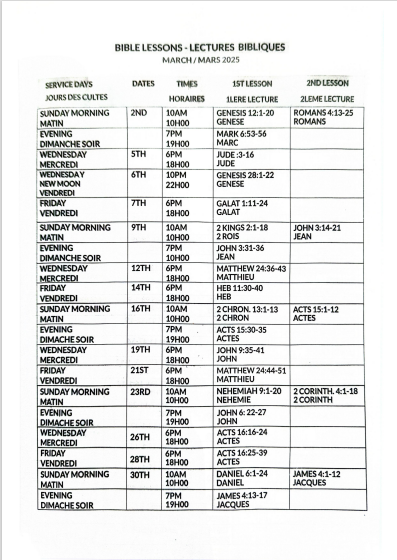 BIBLE LESSONS - LECTURES BIBLIQUES
MARCH / MARS 2025
SERVICE DAYS DATES TIMES 1ST LESSON 2ND LESSON
JOURS DES CULTES HORAIRES 1LERE LECTURE 2LEME LECTURE
SUNDAY MORNING 2ND 10AM GENESIS 12:1-20 ROMANS 4:13-25
MATIN 10H00 GENESE ROMANS
EVENING 7PM MARK 6:53-56
DIMANCHE SOIR 19H00 MARC
WEDNESDAY 5TH 6PM JUDE :3-16
MERCREDI 18H00 JUDE
WEDNESDAY 6TH 10PM GENESIS 28:1-22
NEW MOON 22H00 GENESE
VENDREDI
FRIDAY 7TH 6PM GALAT 1:11-24
VENDREDI 18H00 GALAT
SUNDAY MORNING 9TH 10AM 2 KINGS 2:1-18 JOHN 3:14-21
MATIN 10H00 2 ROIS JEAN
EVENING 7PM JOHN 3:31-36
DIMANCHE SOIR 10H00 JEAN
WEDNESDAY 12TH 6PM MATTHEW 24:36-43
MERCREDI 18H00 MATTHIEU
FRIDAY 14TH 6PM HEB 11:30-40
VENDREDI 18H00 HEB
SUNDAY MORNING 16TH 10AM 2 CHRON. 13:1-13 ACTS 15:1-12
MATIN 10H00 2 CHRON ACTES
EVENING 7PM ACTS 15:30-35
DIMACHE SOIR 19H00 ACTES
WEDNESDAY 19TH 6PM JOHN 9:35-41
MERCREDI 18H00 JOHN
FRIDAY 21ST 6PM MATTHEW 24:44-51
VENDREDI 18H00 MATTHIEU
SUNDAY MORNING 23RD 10AM NEHEMIAH 9:1-20 2 CORINTH. 4:1-18
MATIN 10H00 NEHEMIE 2 CORINTH
EVENING 7PM JOHN 6: 22-27
DIMACHE SOIR 19H00 JOHN
WEDNESDAY 26TH 6PM ACTS 16:16-24
MERCREDI 18H00 ACTES
FRIDAY 28TH 6PM ACTS 16:25-39
VENDREDI 18H00 ACTES
SUNDAY MORNING 30TH 10AM DANIEL 6:1-24 JAMES 4:1-12
MATIN 10H00 DANIEL JACQUES
EVENING 7PM JAMES 4:13-17
DIMACHE SOIR 19H00 JACQUES